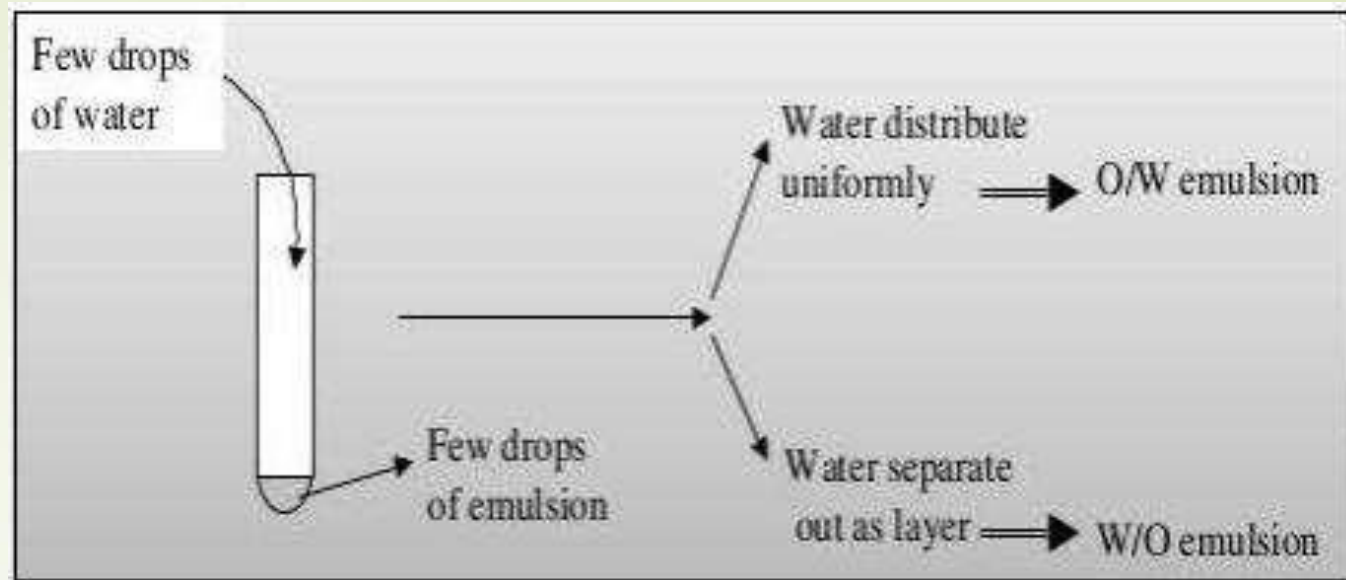 Few drops
of water
Water distribute
uniformly
O/W emulsion
Few drops
of emulsion
Water separate
out as layer
W/O emulsion